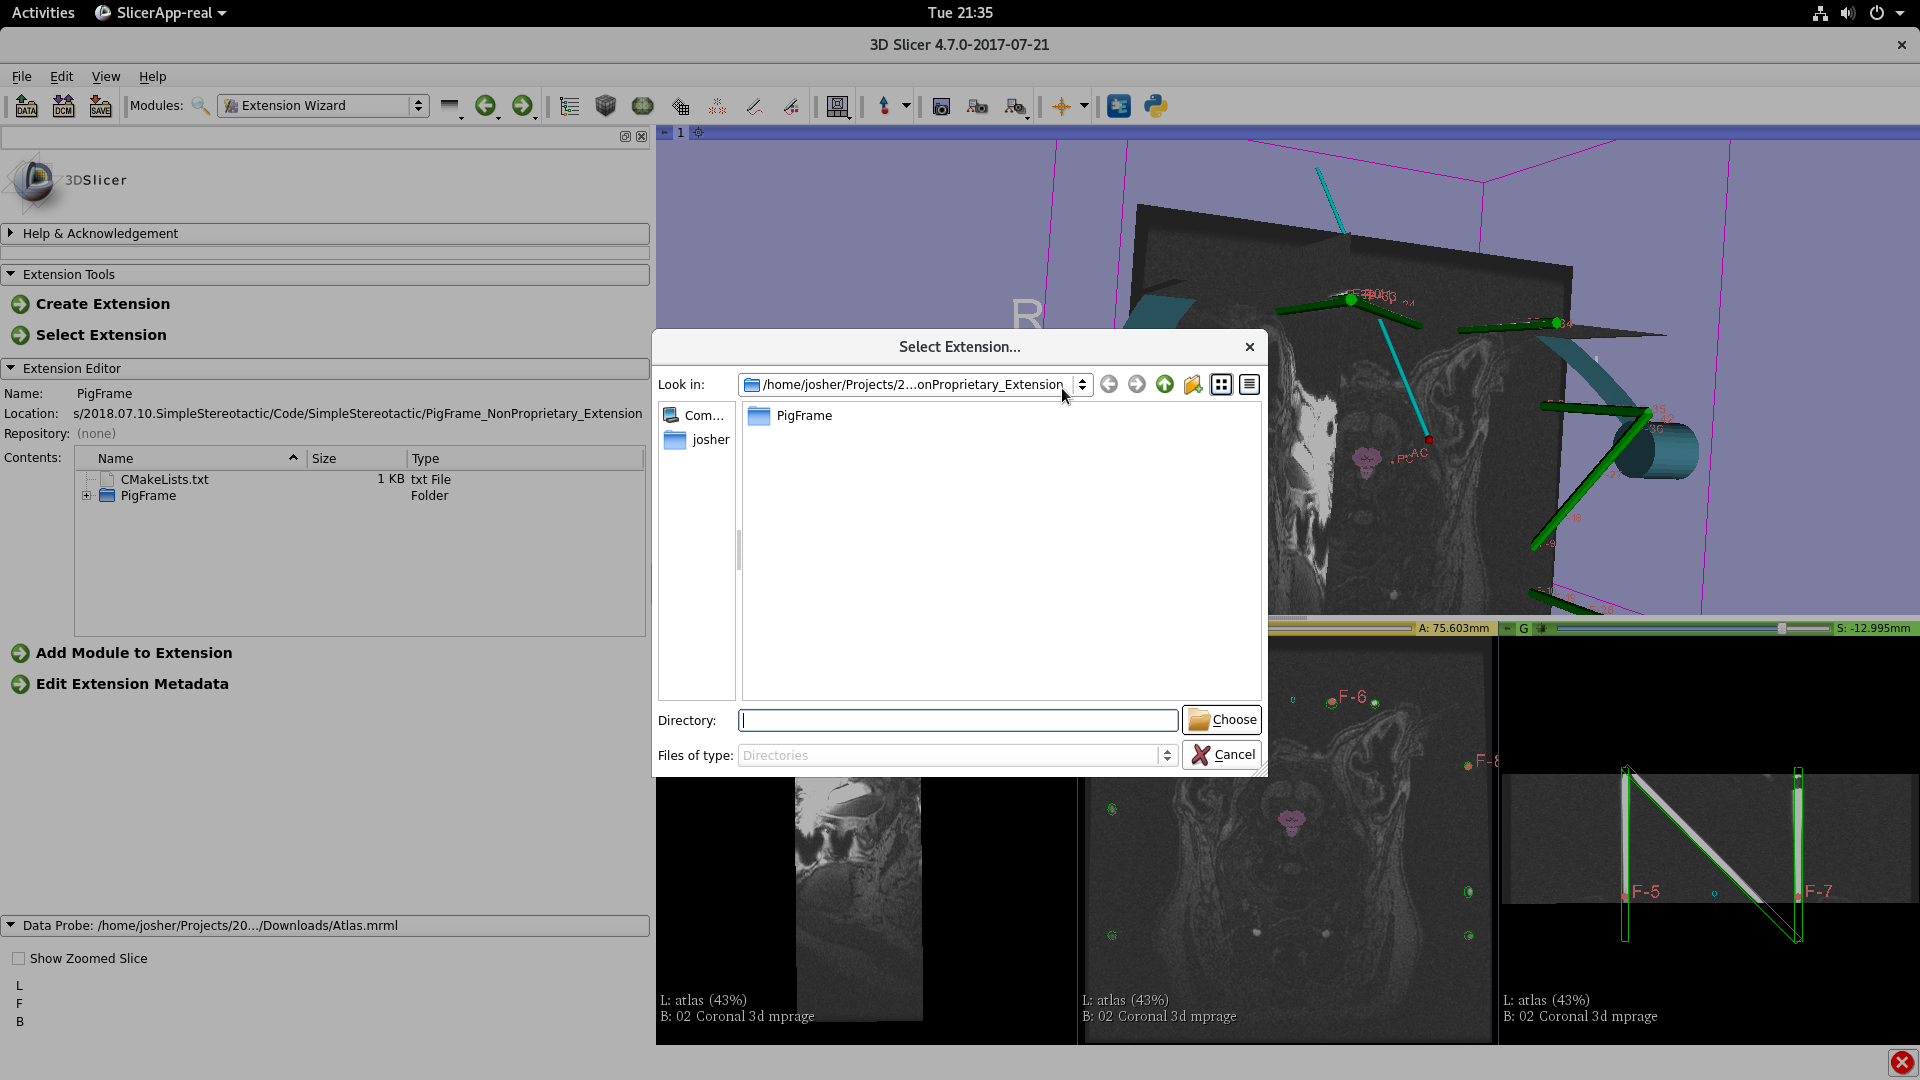 Activities SlicerApp-real Tue 21:35
3D Slicer 4.7.0-2017-07-21
File Edit View Help
DATA DCM SAVE Modules: Extension Wizard
1
3DSlicer
Help & Acknowledgement
Extension Tools
Create Extension
Select Extension
Extension Editor
Name: PigFrame
Location: s/2018.07.10.SimpleStereotactic/Code/SimpleStereotactic/PigFrame_NonProprietary_Extension
Repository: (none)
Contents: Name Size Type
CMakeLists.txt 1 KB txt File
PigFrame Folder
Add Module to Extension
Edit Extension Metadata
Data Probe: /home/josher/Projects/20.../Downloads/Atlas.mrml
Show Zoomed Slice
L
F
B
R
Select Extension...
Look in: /home/josher/Projects/2...onProprietary_Extension
Com...
josher
PigFrame
Directory:
Choose
Files of type: Directories
Cancel
AC
A: 75.603mm
G S: -12.995mm
F-6
F-5
F-7
L: atlas (43%)
B: 02 Coronal 3d mprage
L: atlas (43%)
B: 02 Coronal 3d mprage
L: atlas (43%)
B: 02 Coronal 3d mprage